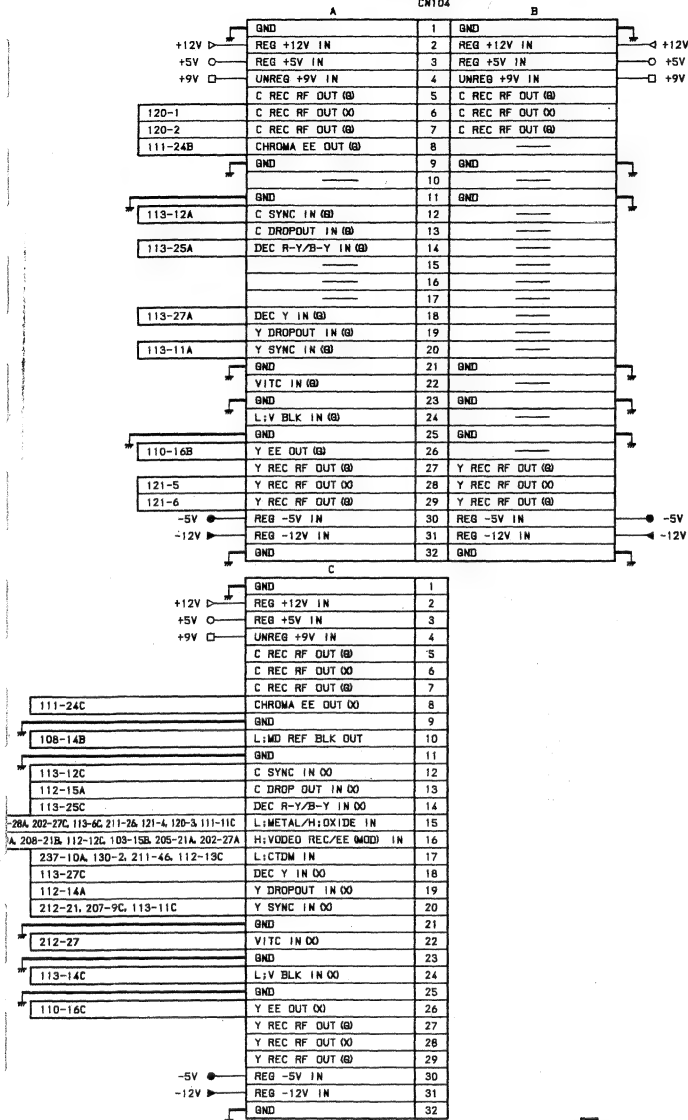 CN104
A B
GND 1 GND
+12V REG +12V IN 2 REG +12V IN +12V
+5V REG +5V IN 3 REG +5V IN +5V
+9V UNREG +9V IN 4 UNREG +9V IN +9V
C REC RF OUT (G) 5 C REC RF OUT (G)
120-1 C REC RF OUT (X) 6 C REC RF OUT (X)
120-2 C REC RF OUT (G) 7 C REC RF OUT (G)
111-24B CHROMA EE OUT (G) 8
GND 9 GND
10
GND 11 GND
113-12A C SYNC IN (G) 12
C DROPOUT IN (G) 13
113-25A DEC R-Y/B-Y IN (G) 14
15
16
17
113-27A DEC Y IN (G) 18
Y DROPOUT IN (G) 19
113-11A Y SYNC IN (G) 20
GND 21 GND
VITC IN (G) 22
GND 23 GND
L;V BLK IN (G) 24
GND 25 GND
110-16B Y EE OUT (G) 26
Y REC RF OUT (G) 27 Y REC RF OUT (G)
121-5 Y REC RF OUT (X) 28 Y REC RF OUT (X)
121-6 Y REC RF OUT (G) 29 Y REC RF OUT (G)
-5V REG -5V IN 30 REG -5V IN -5V
-12V REG -12V IN 31 REG -12V IN -12V
GND 32 GND
C
GND 1
+12V REG +12V IN 2
+5V REG +5V IN 3
+9V UNREG +9V IN 4
C REC RF OUT (G) 5
C REC RF OUT (X) 6
C REC RF OUT (G) 7
111-24C CHROMA EE OUT (X) 8
GND 9
108-14B L;MD REF BLK OUT 10
GND 11
113-12C C SYNC IN (X) 12
112-15A C DROP OUT IN (X) 13
113-25C DEC R-Y/B-Y IN (X) 14
-28A, 202-27C, 113-6C, 211-26, 121-4, 120-3, 111-11C L;METAL/H;OXIDE IN 15
A, 208-21B, 112-12C, 103-15B, 205-21A, 202-27A H;VODEO REC/EE (MOD) IN 16
237-10A, 130-2, 211-46, 112-13C L;CTDM IN 17
113-27C DEC Y IN (X) 18
112-14A Y DROPOUT IN (X) 19
212-21, 207-9C, 113-11C Y SYNC IN (X) 20
GND 21
212-27 VITC IN (X) 22
GND 23
113-14C L;V BLK IN (X) 24
GND 25
110-16C Y EE OUT (X) 26
Y REC RF OUT (G) 27
Y REC RF OUT (X) 28
Y REC RF OUT (G) 29
-5V REG -5V IN 30
-12V REG -12V IN 31
GND 32